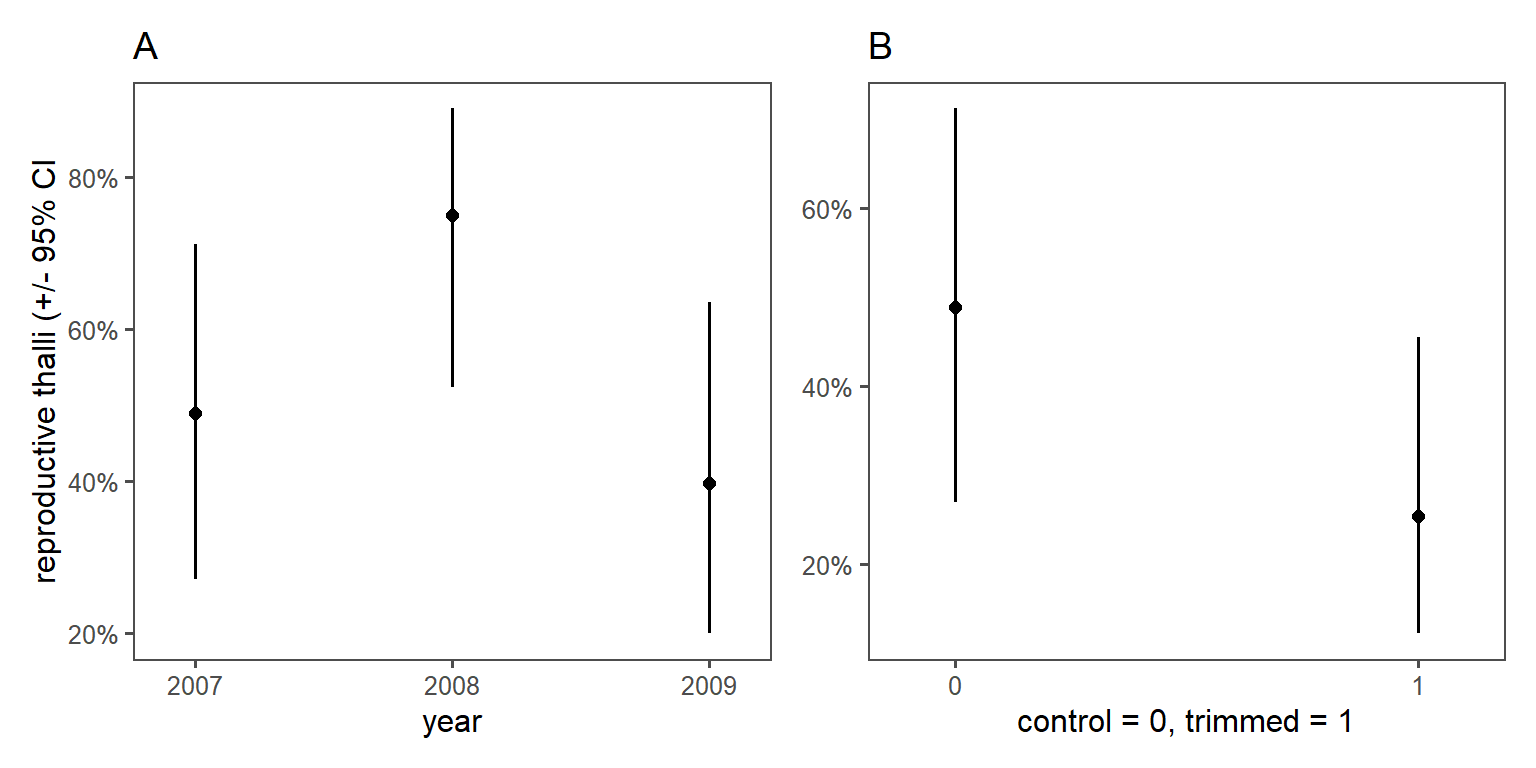 A
reproductive thalli (+/- 95% CI
80%
60%
40%
20%
2007 2008 2009
year
B
60%
40%
20%
0 1
control = 0, trimmed = 1